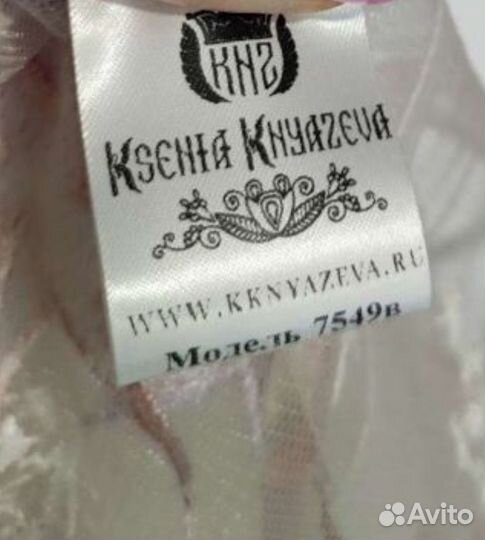 KNZ
KSENIA KNYAZEVA
WWW.KKNYAZEVA.RU
Модель 7549в
Avito